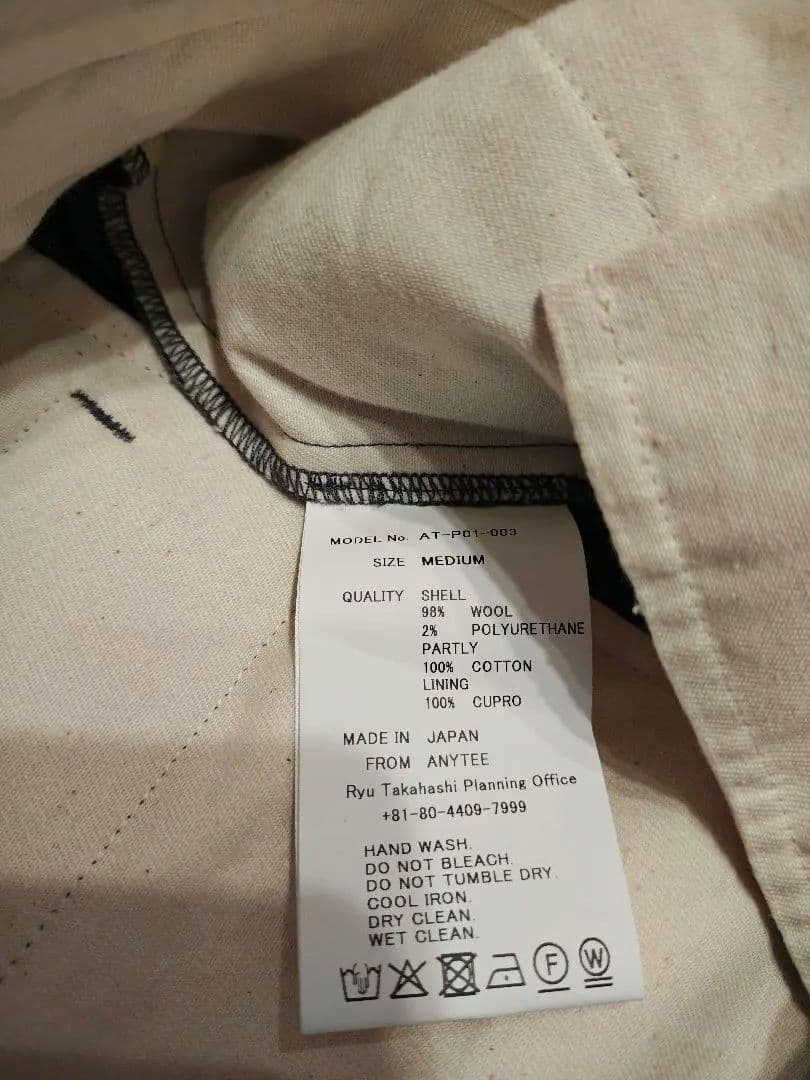 MODEL No. AT-P01-003
SIZE MEDIUM
QUALITY SHELL
98% WOOL
2% POLYURETHANE
PARTLY
100% COTTON
LINING
100% CUPRO
MADE IN JAPAN
FROM ANYTEE
Ryu Takahashi Planning Office
+81-80-4409-7999
HAND WASH.
DO NOT BLEACH.
DO NOT TUMBLE DRY.
COOL IRON.
DRY CLEAN.
WET CLEAN.
F W